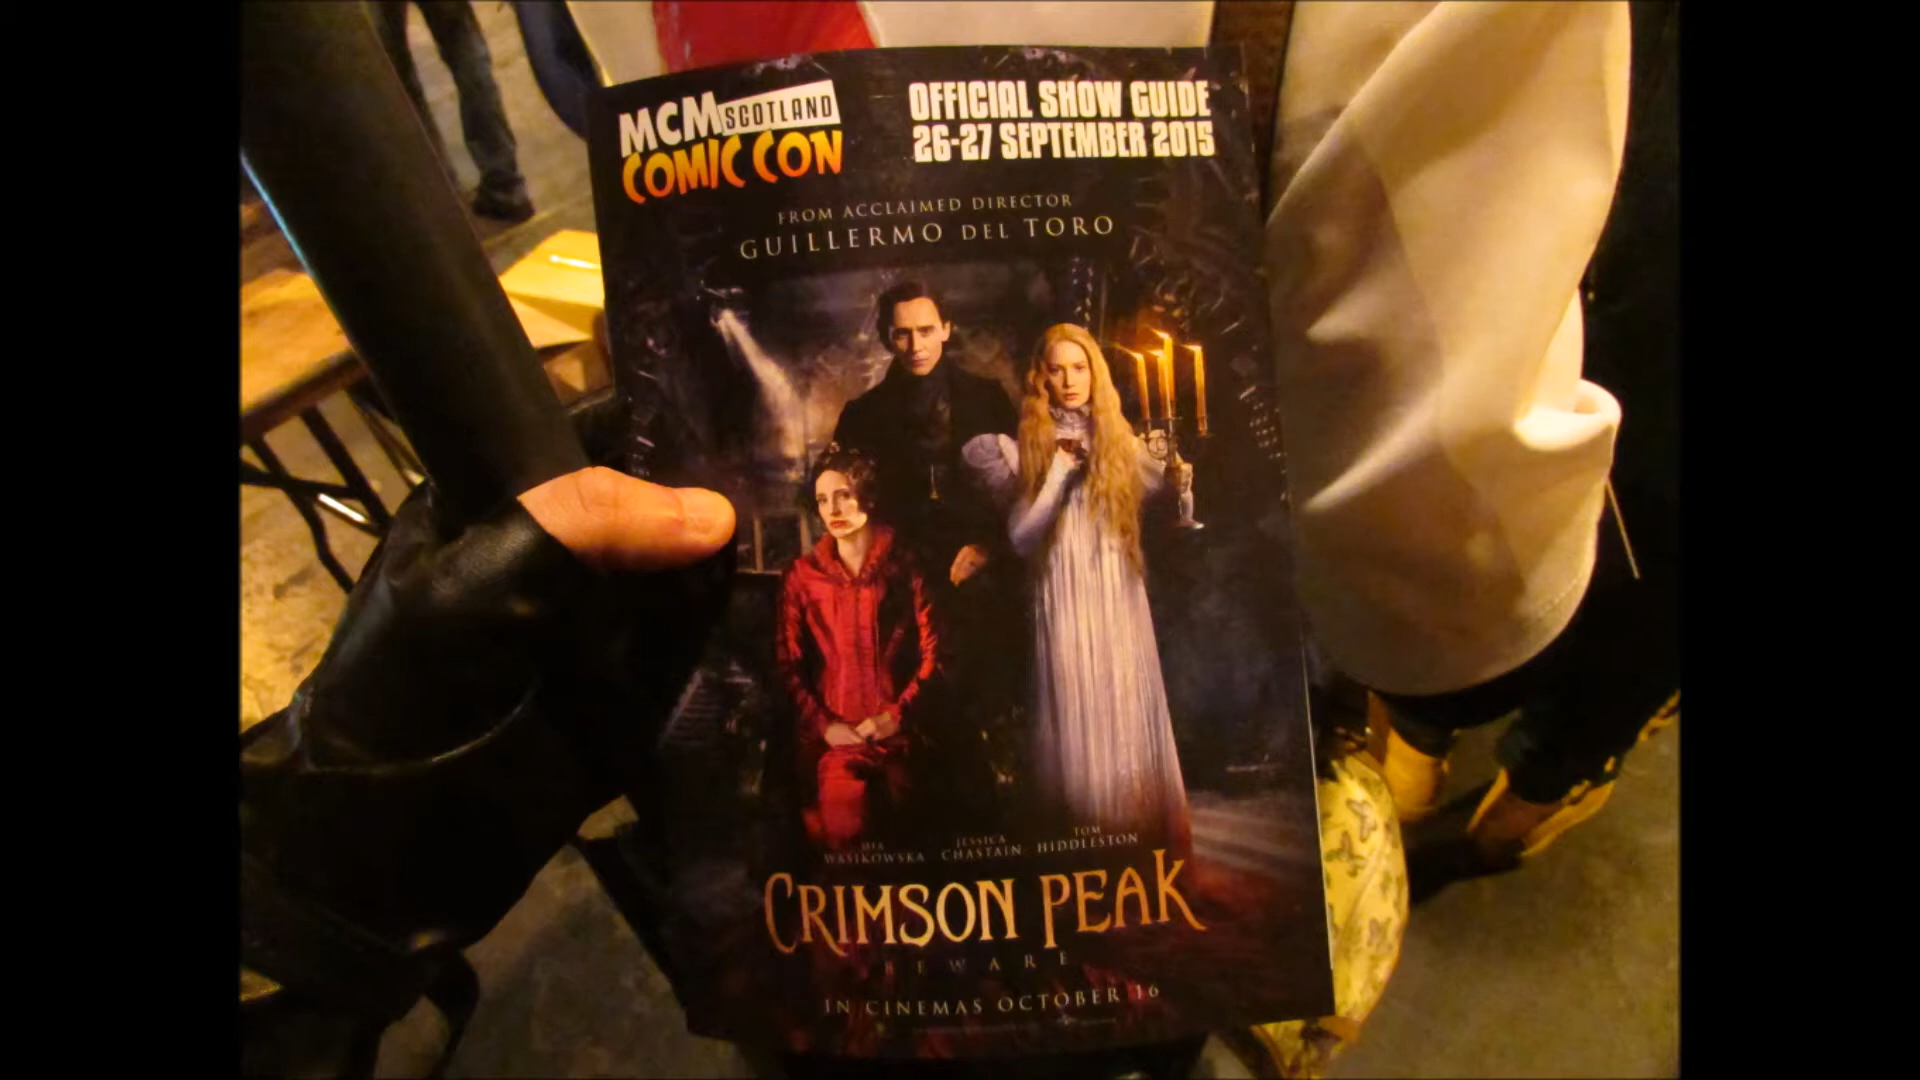 MCM SCOTLAND
COMIC CON
OFFICIAL SHOW GUIDE
26-27 SEPTEMBER 2015
FROM ACCLAIMED DIRECTOR
GUILLERMO DEL TORO
MIA WASIKOWSKA
JESSICA CHASTAIN
TOM HIDDLESTON
CRIMSON PEAK
BEWARE
IN CINEMAS OCTOBER 16